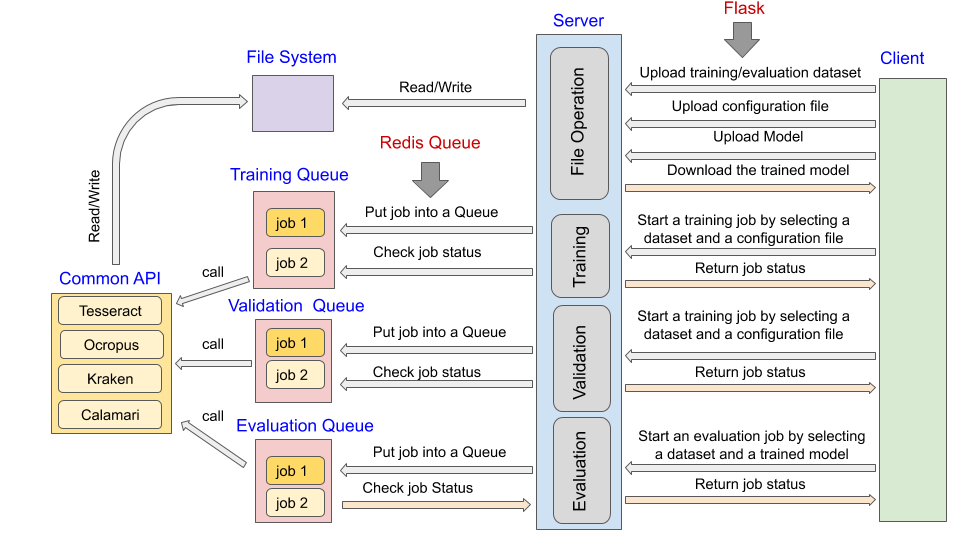 Flask
Server
Client
File System
Upload training/evaluation dataset
Read/Write
Upload configuration file
Upload Model
File Operation
Redis Queue
Download the trained model
Training Queue
Read/Write
Put job into a Queue
Start a training job by selecting a
dataset and a configuration file
job 1
Check job status
Training
job 2
Return job status
call
Common API
Validation Queue
Tesseract
Start a training job by selecting a
dataset and a configuration file
Put job into a Queue
job 1
Ocropus
call
Validation
Check job status
Return job status
job 2
Kraken
Calamari
call
Evaluation Queue
Start an evaluation job by selecting
a dataset and a trained model
Put job into a Queue
job 1
Evaluation
Check job Status
Return job status
job 2